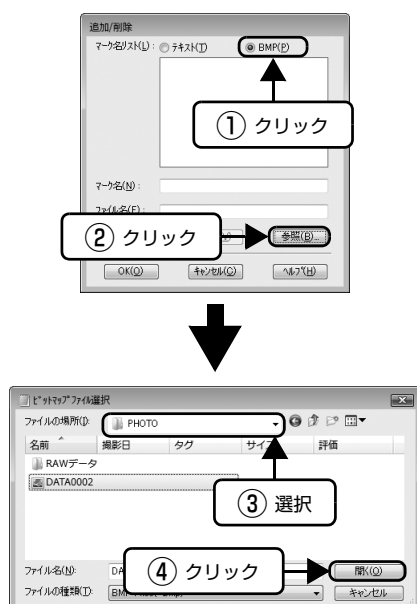 追加/削除
マーク名リスト(L): テキスト(T) BMP(P)
① クリック
マーク名(N):
ファイル名(F):
② クリック
参照(B)...
OK(O) キャンセル(C) ヘルプ(H)
ビットマップファイル選択
ファイルの場所(I): PHOTO
名前 撮影日 タグ サイズ 評価
RAWデータ
DATA0002
③ 選択
ファイル名(N): DA
④ クリック
開く(O)
ファイルの種類(T): キャンセル